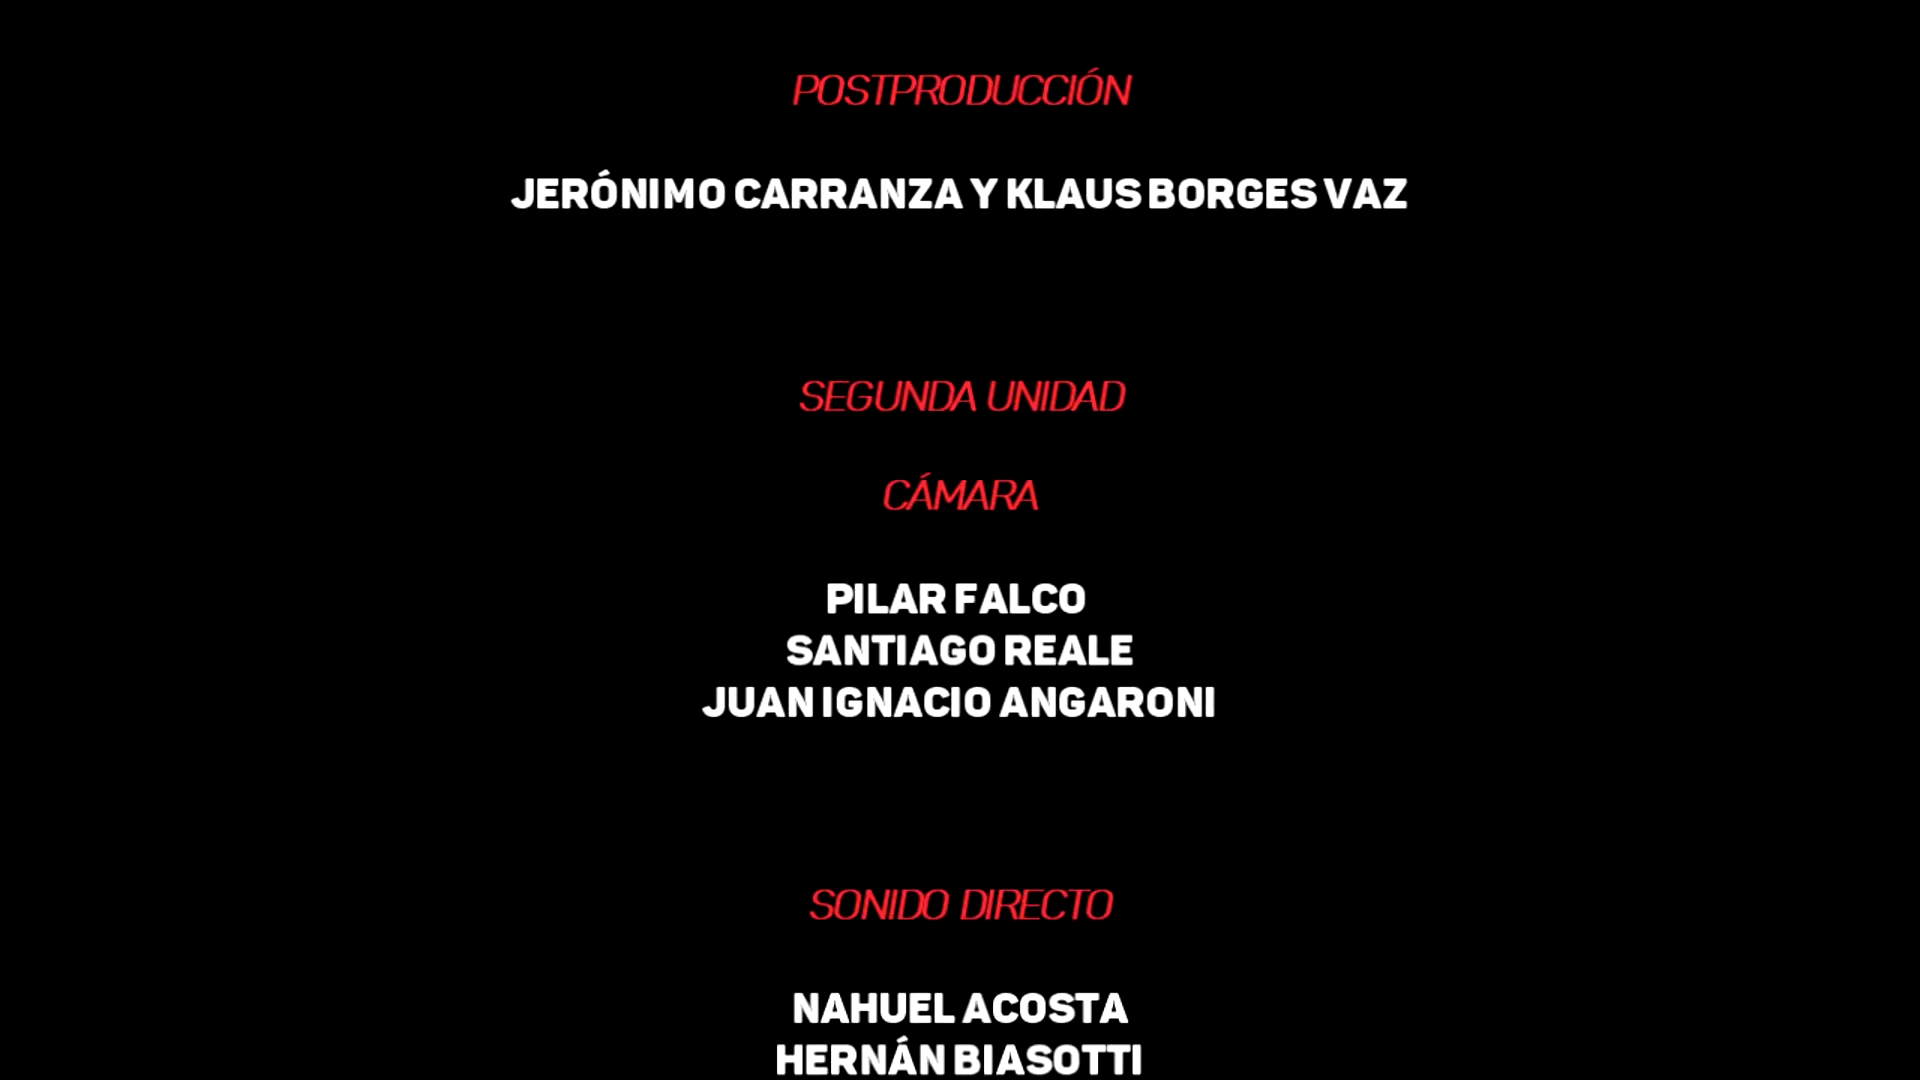 POSTPRODUCCIÓN
JERÓNIMO CARRANZA Y KLAUS BORGES VAZ
SEGUNDA UNIDAD
CÁMARA
PILAR FALCO
SANTIAGO REALE
JUAN IGNACIO ANGARONI
SONIDO DIRECTO
NAHUEL ACOSTA
HERNÁN BIASOTTI